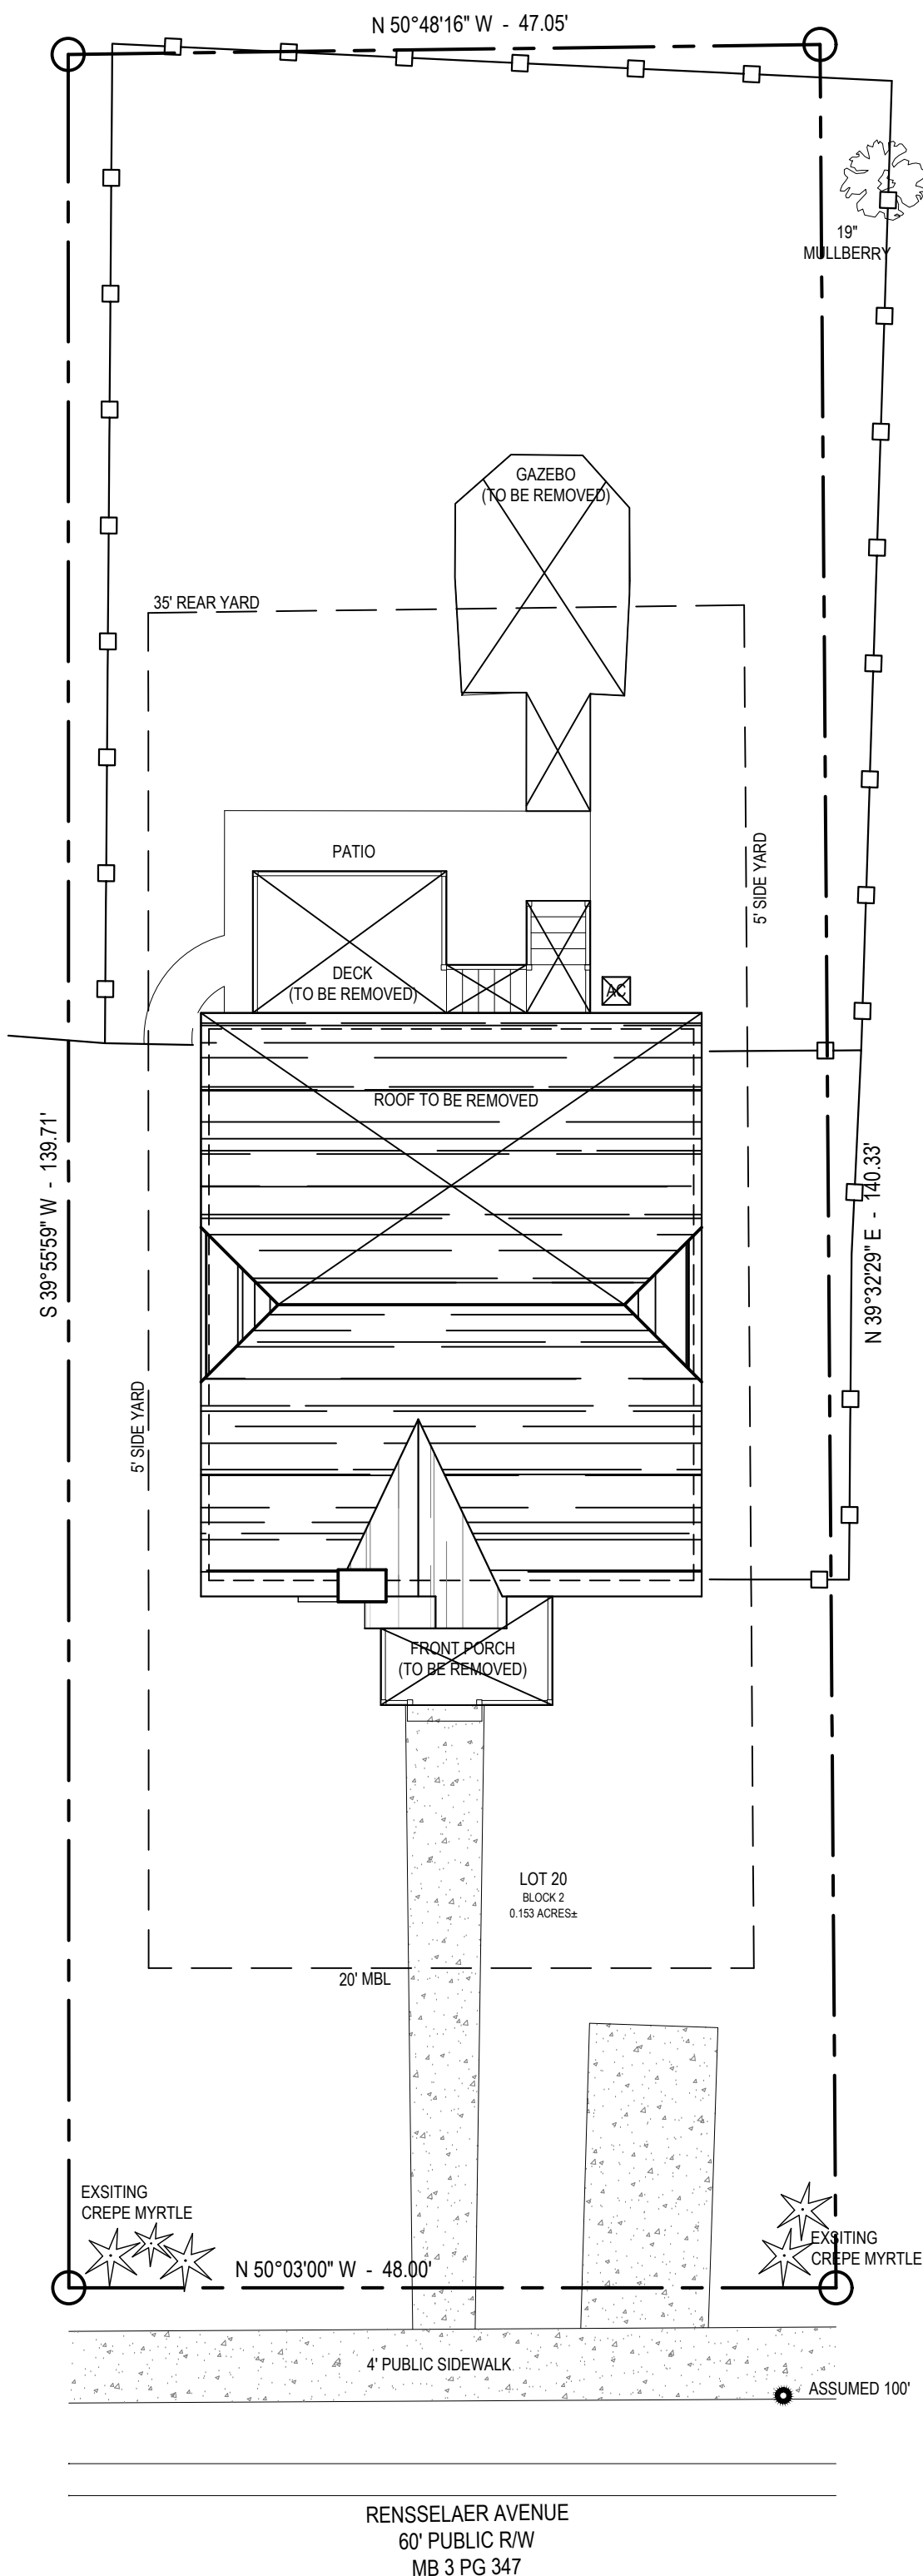 N 50°48'16" W - 47.05'
19"
MULLBERRY
GAZEBO
(TO BE REMOVED)
35' REAR YARD
PATIO
5' SIDE YARD
DECK
(TO BE REMOVED)
AC
ROOF TO BE REMOVED
S 39°55'59" W - 139.71'
N 39°32'29" E - 140.33'
5' SIDE YARD
FRONT PORCH
(TO BE REMOVED)
LOT 20
BLOCK 2
0.153 ACRES±
20' MBL
EXSITING
CREPE MYRTLE
EXSITING
CREPE MYRTLE
N 50°03'00" W - 48.00'
4' PUBLIC SIDEWALK
ASSUMED 100'
RENSSELAER AVENUE
60' PUBLIC R/W
MB 3 PG 347